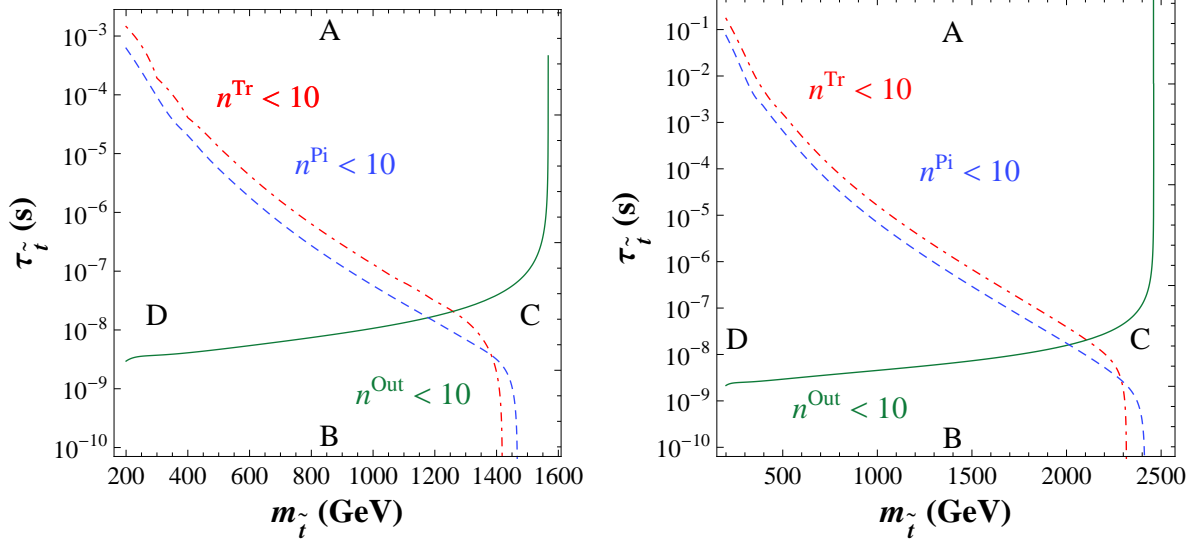 A
10⁻³
n^Tr < 10
10⁻⁴
n^Pi < 10
10⁻⁵
τ_t̃ (s)
10⁻⁶
10⁻⁷
D
C
10⁻⁸
10⁻⁹
n^Out < 10
B
10⁻¹⁰
200 400 600 800 1000 1200 1400 1600
m_t̃ (GeV)
A
10⁻¹
n^Tr < 10
10⁻²
10⁻³
n^Pi < 10
10⁻⁴
τ_t̃ (s)
10⁻⁵
10⁻⁶
10⁻⁷
D
C
10⁻⁸
10⁻⁹
n^Out < 10
B
10⁻¹⁰
500 1000 1500 2000 2500
m_t̃ (GeV)